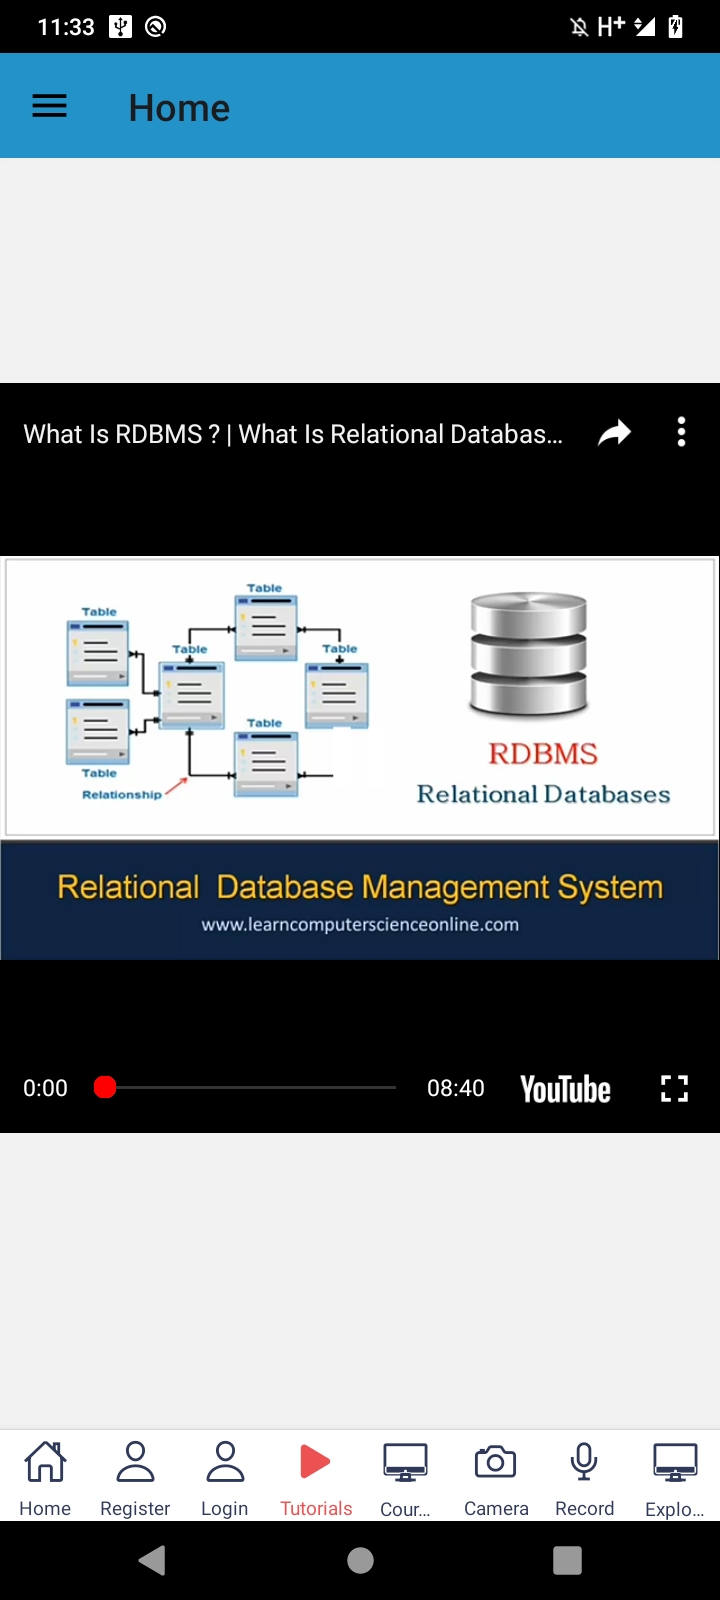 11:33
H+
Home
What Is RDBMS ? | What Is Relational Databas...
Table
Table
Table
Table
Table
Table
Relationship
RDBMS
Relational Databases
Relational Database Management System
www.learncomputerscienceonline.com
0:00
08:40
YouTube
Home
Register
Login
Tutorials
Cour...
Camera
Record
Explo...